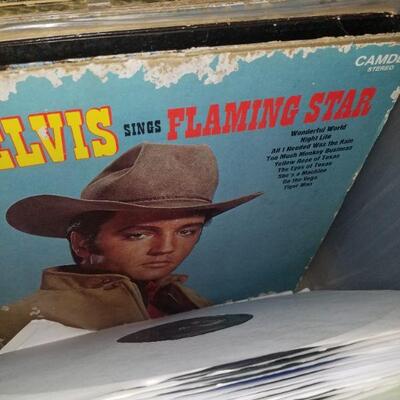 CAMD
STEREO
ELVIS SINGS FLAMING STAR
Wonderful World
Night Life
All I Needed Was the Rain
Too Much Monkey Business
Yellow Rose of Texas
The Eyes of Texas
She's a Machine
Do the Vega
Tiger Man